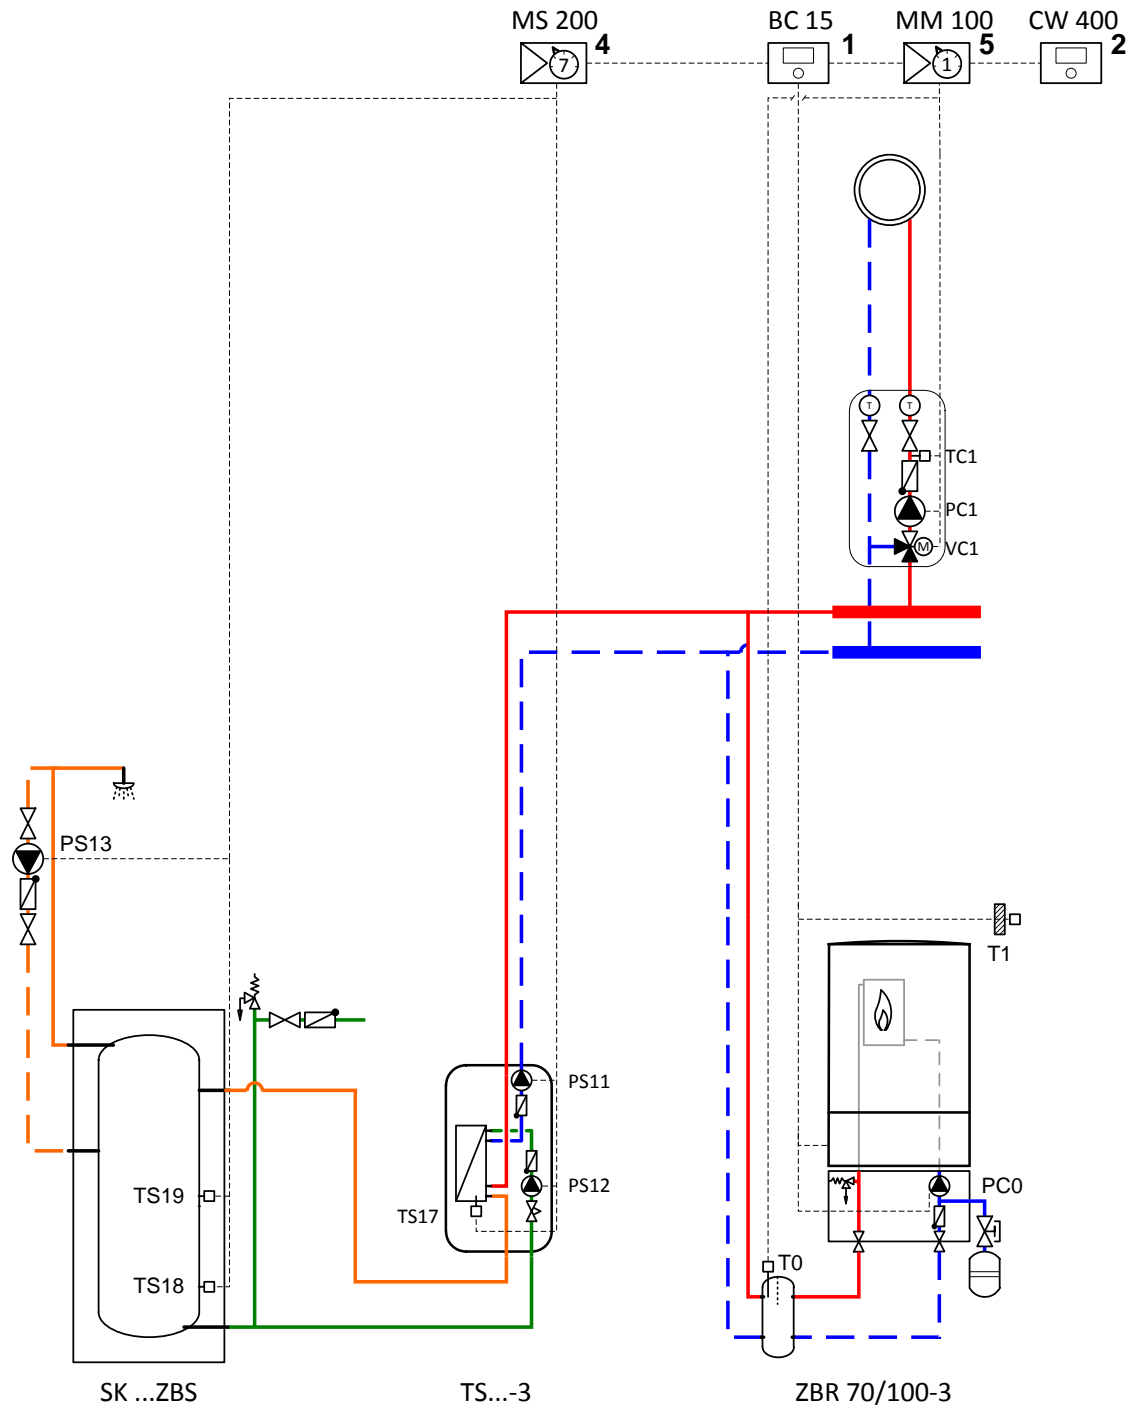 MS 200 BC 15 MM 100 CW 400
4 1 5 2
7 1
T T
TC1
PC1
M VC1
PS13
T1
PS11
TS19 PS12 PC0
TS17
T0
TS18
SK ...ZBS TS...-3 ZBR 70/100-3